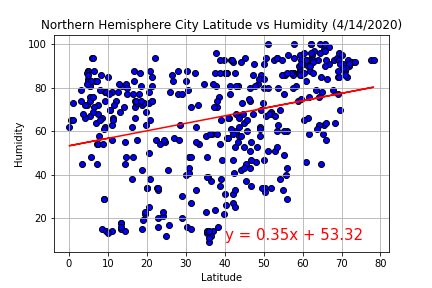 Northern Hemisphere City Latitude vs Humidity (4/14/2020)
100
80
60
40
20
Humidity
y = 0.35x + 53.32
0 10 20 30 40 50 60 70 80
Latitude